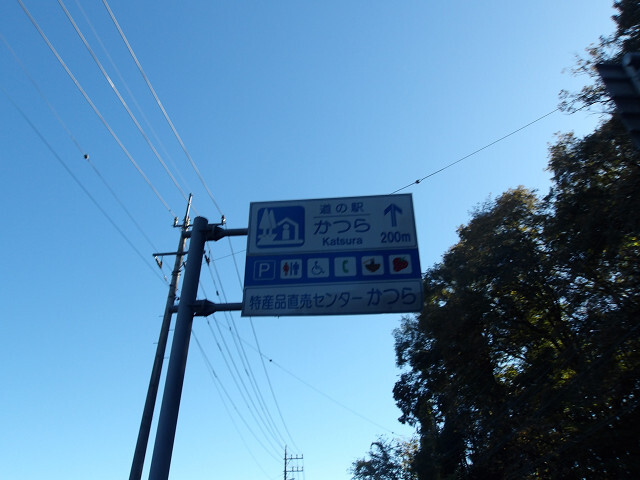 道の駅
かつら
Katsura
200m
P
特産品直売センターかつら